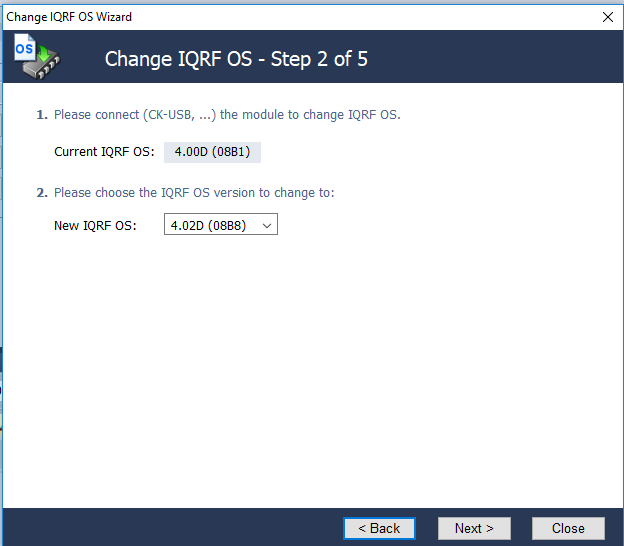 Change IQRF OS Wizard
OS
Change IQRF OS - Step 2 of 5
1. Please connect (CK-USB, ...) the module to change IQRF OS.
Current IQRF OS: 4.00D (08B1)
2. Please choose the IQRF OS version to change to:
New IQRF OS: 4.02D (08B8)
< Back Next > Close